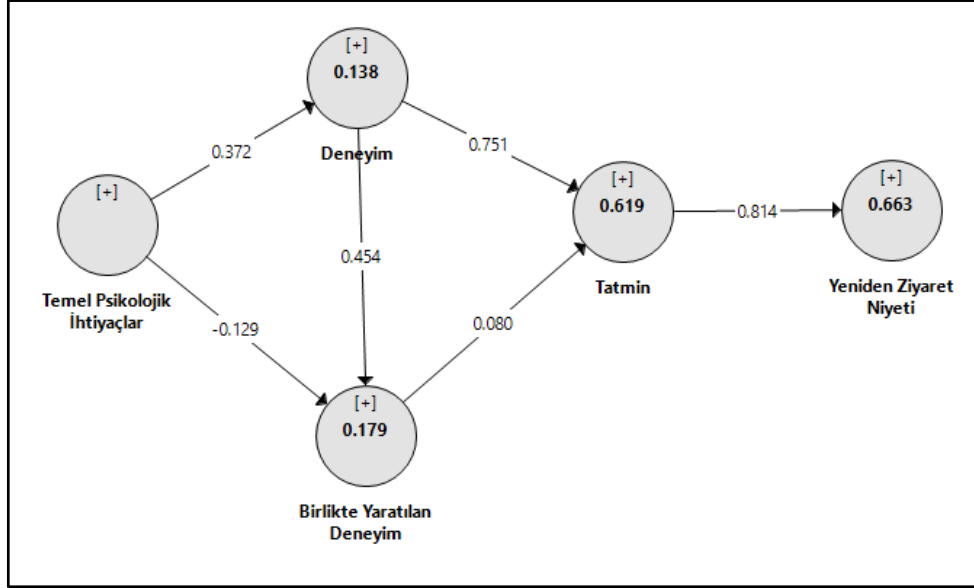 [+]
0.138
Deneyim
0.372
0.751
[+]
Temel Psikolojik
İhtiyaçlar
[+]
0.619
Tatmin
0.814
[+]
0.663
Yeniden Ziyaret
Niyeti
0.454
-0.129
0.080
[+]
0.179
Birlikte Yaratılan
Deneyim